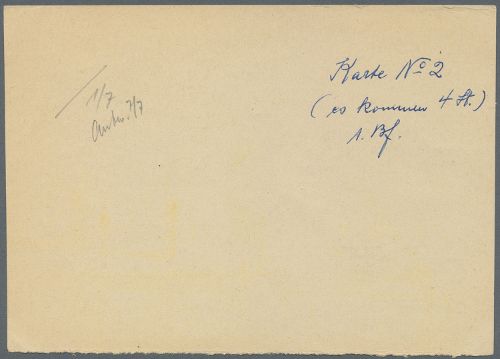 1/7
Antw. 7/7
Karte No 2
(es kommen 4 St.)
1. Bf.